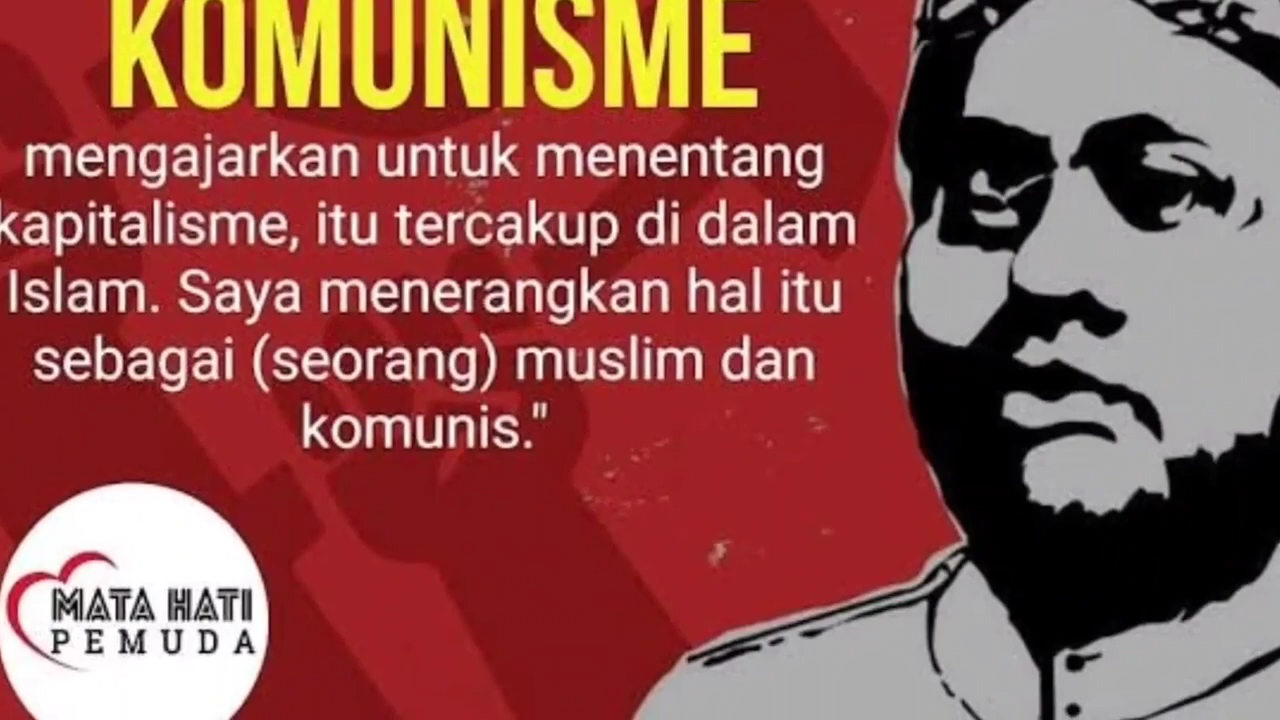 KOMUNISME
mengajarkan untuk menentang
kapitalisme, itu tercakup di dalam
Islam. Saya menerangkan hal itu
sebagai (seorang) muslim dan
komunis."
MATA HATI
PEMUDA